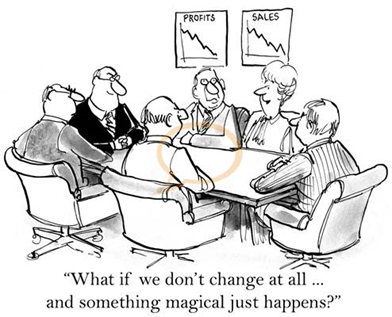 PROFITS
SALES
“What if we don’t change at all ...
and something magical just happens?”